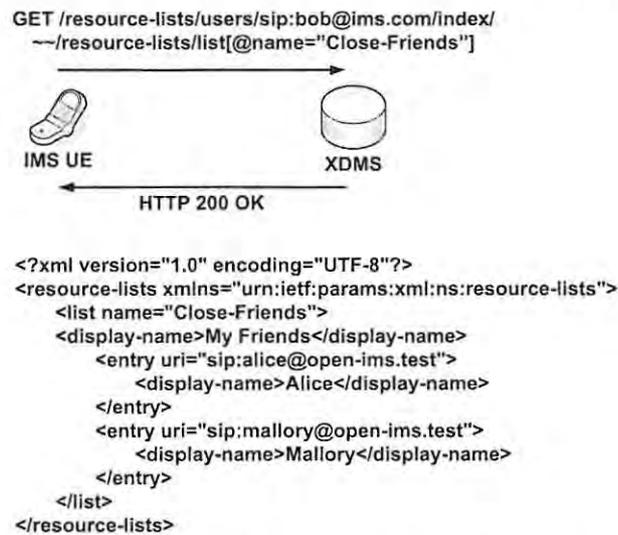 GET /resource-lists/users/sip:bob@ims.com/index/
~~/resource-lists/list[@name="Close-Friends"]
IMS UE
XDMS
HTTP 200 OK
<?xml version="1.0" encoding="UTF-8"?>
<resource-lists xmlns="urn:ietf:params:xml:ns:resource-lists">
<list name="Close-Friends">
<display-name>My Friends</display-name>
<entry uri="sip:alice@open-ims.test">
<display-name>Alice</display-name>
</entry>
<entry uri="sip:mallory@open-ims.test">
<display-name>Mallory</display-name>
</entry>
</list>
</resource-lists>